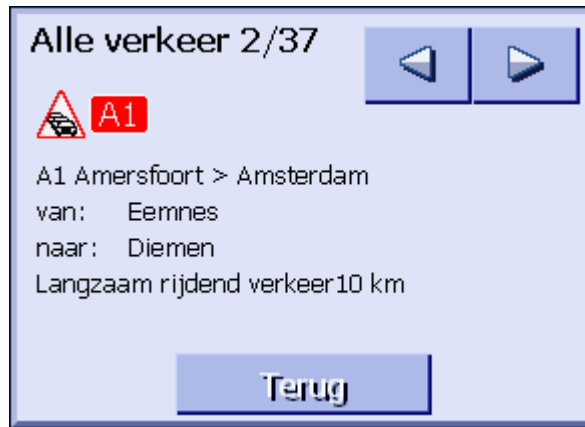 Alle verkeer 2/37
A1
A1 Amersfoort > Amsterdam
van: Eemnes
naar: Diemen
Langzaam rijdend verkeer10 km
Terug